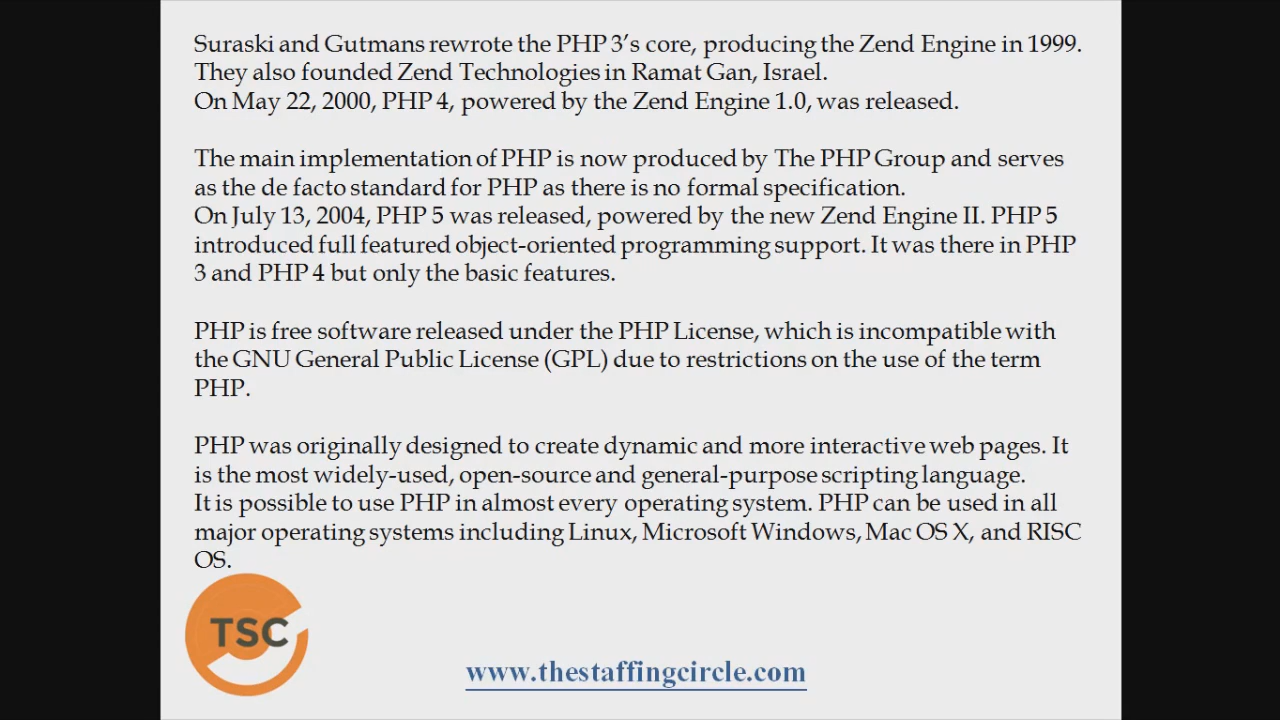 Suraski and Gutmans rewrote the PHP 3’s core, producing the Zend Engine in 1999.
They also founded Zend Technologies in Ramat Gan, Israel.
On May 22, 2000, PHP 4, powered by the Zend Engine 1.0, was released.
The main implementation of PHP is now produced by The PHP Group and serves
as the de facto standard for PHP as there is no formal specification.
On July 13, 2004, PHP 5 was released, powered by the new Zend Engine II. PHP 5
introduced full featured object-oriented programming support. It was there in PHP
3 and PHP 4 but only the basic features.
PHP is free software released under the PHP License, which is incompatible with
the GNU General Public License (GPL) due to restrictions on the use of the term
PHP.
PHP was originally designed to create dynamic and more interactive web pages. It
is the most widely-used, open-source and general-purpose scripting language.
It is possible to use PHP in almost every operating system. PHP can be used in all
major operating systems including Linux, Microsoft Windows, Mac OS X, and RISC
OS.
TSC
www.thestaffingcircle.com